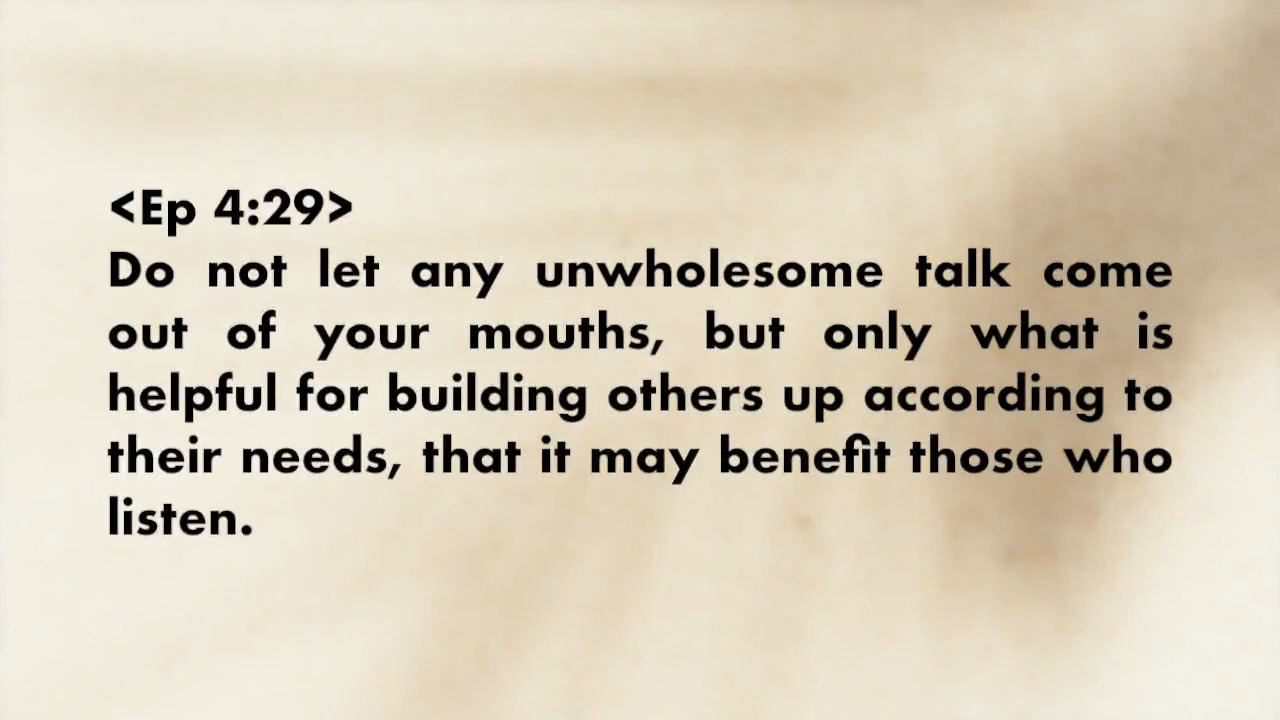 <Ep 4:29>
Do not let any unwholesome talk come
out of your mouths, but only what is
helpful for building others up according to
their needs, that it may benefit those who
listen.